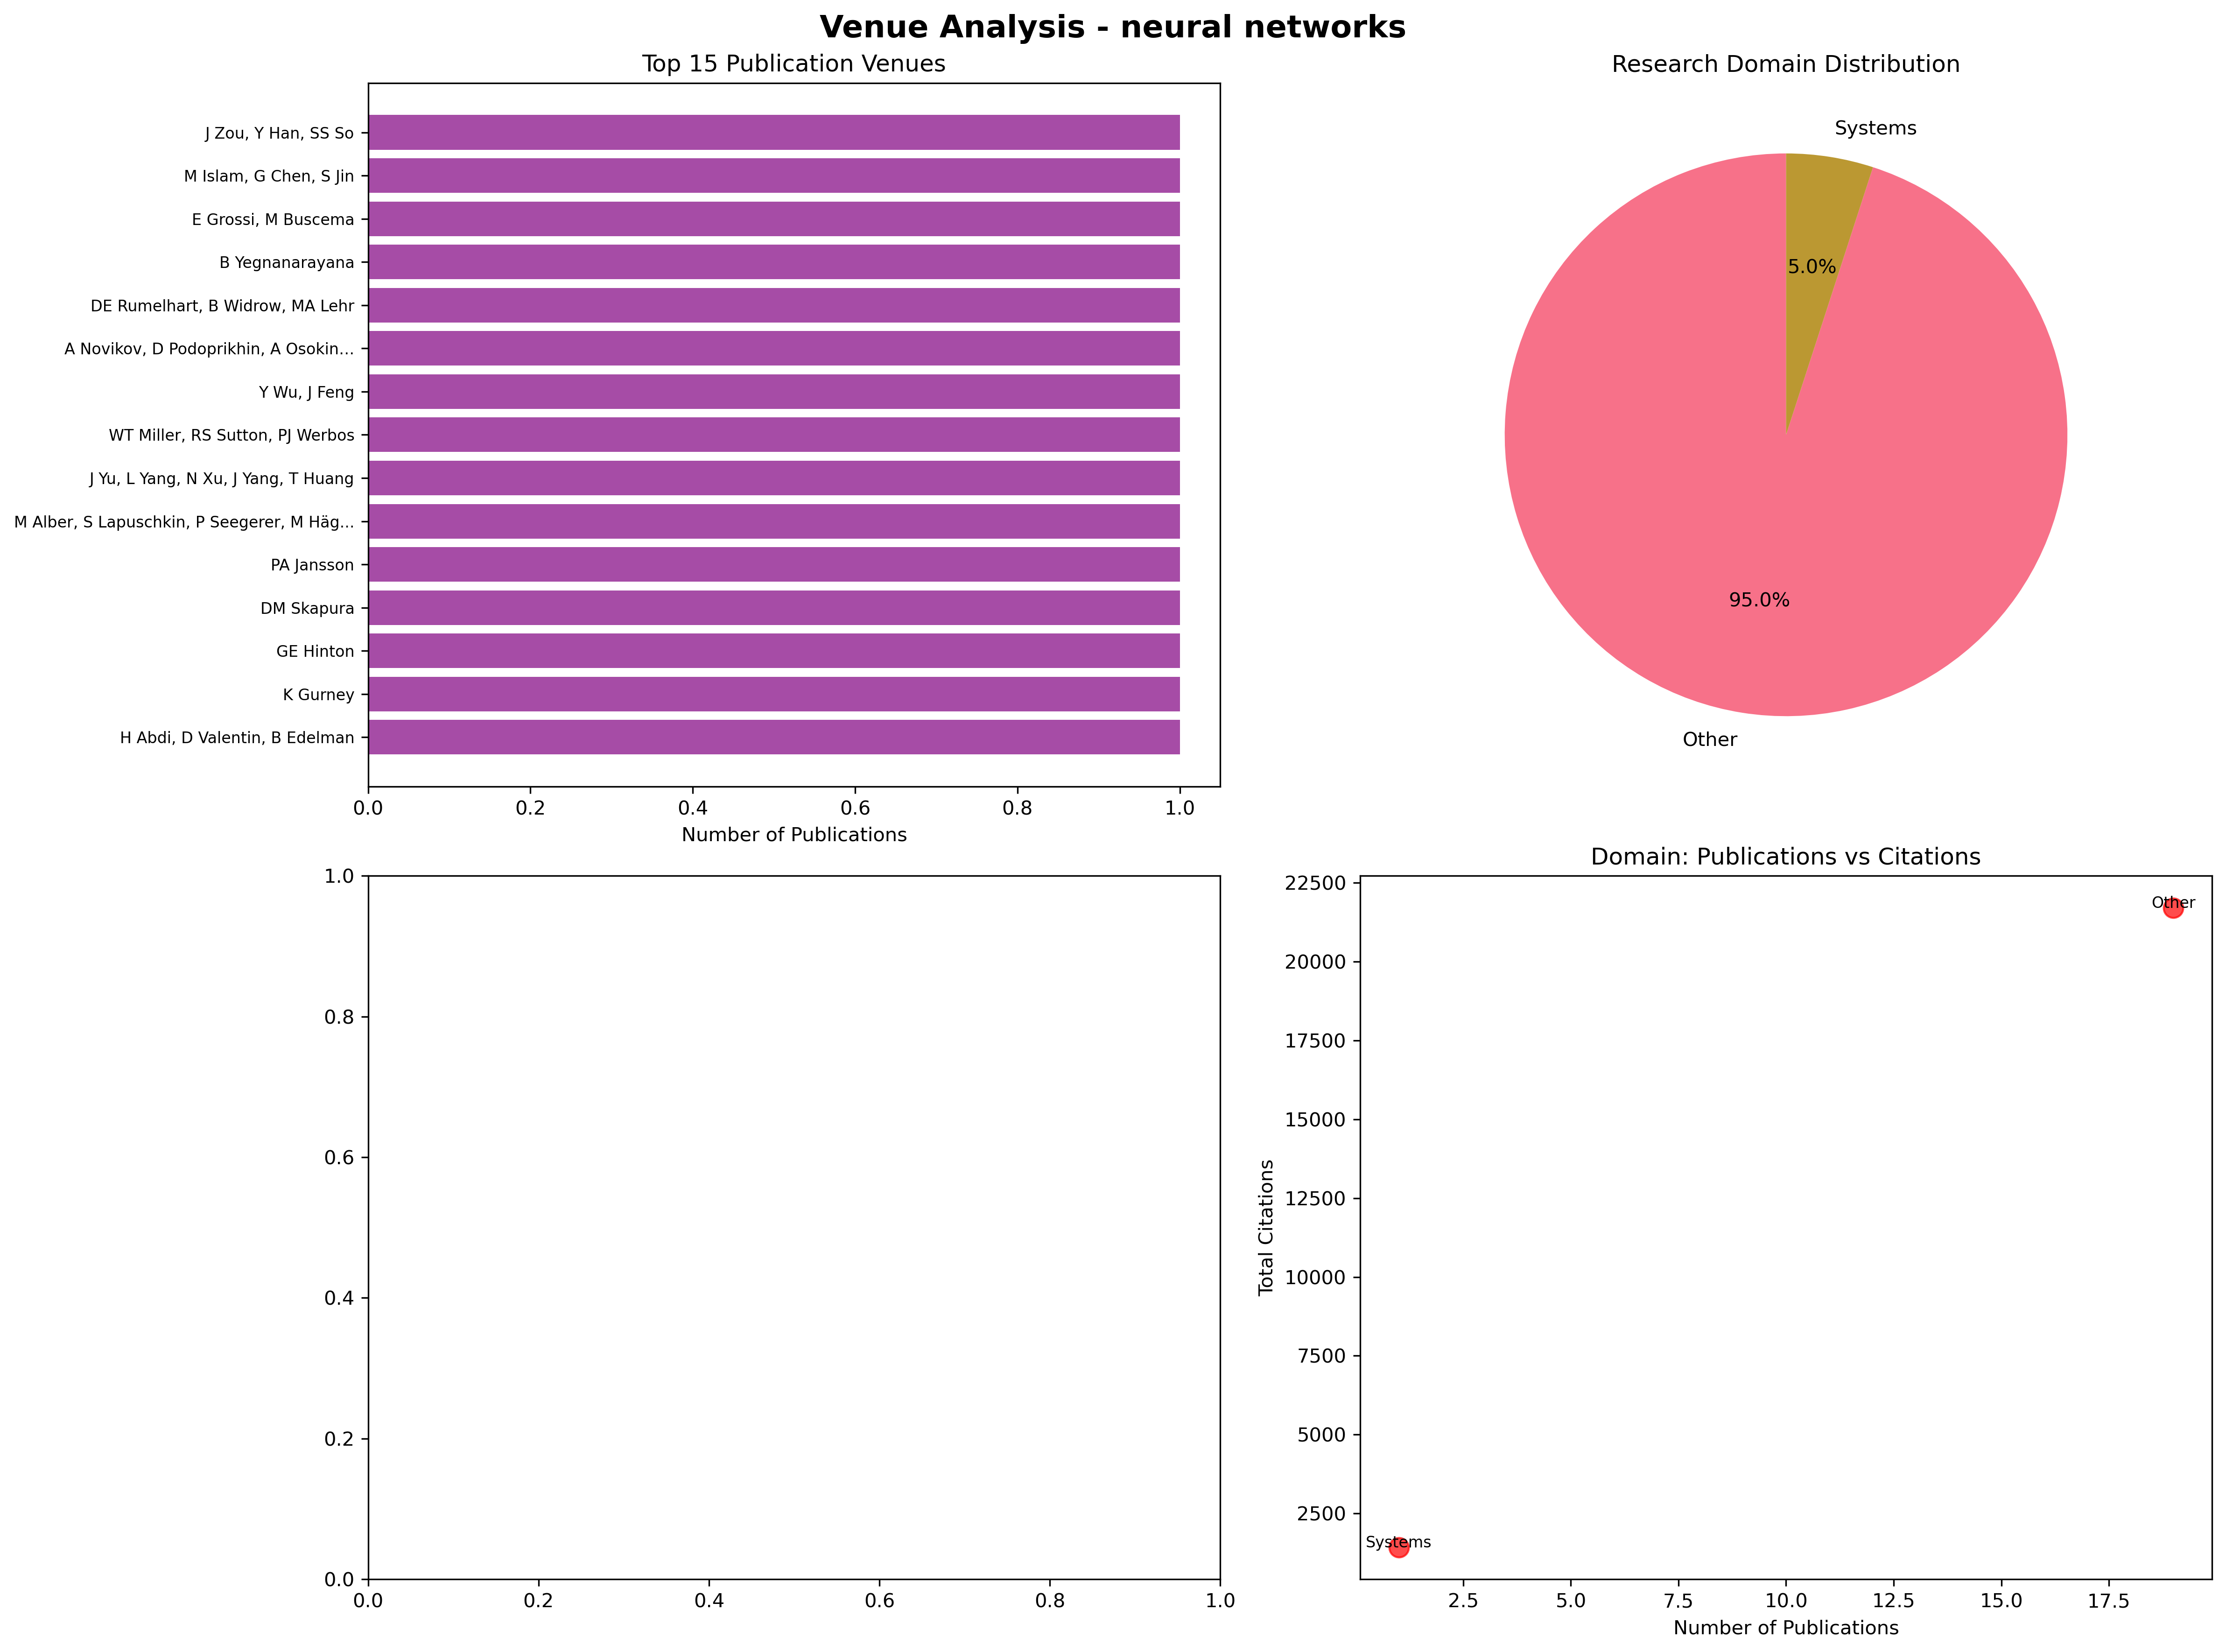 Venue Analysis - neural networks
Top 15 Publication Venues
J Zou, Y Han, SS So
M Islam, G Chen, S Jin
E Grossi, M Buscema
B Yegnanarayana
DE Rumelhart, B Widrow, MA Lehr
A Novikov, D Podoprikhin, A Osokin...
Y Wu, J Feng
WT Miller, RS Sutton, PJ Werbos
J Yu, L Yang, N Xu, J Yang, T Huang
M Alber, S Lapuschkin, P Seegerer, M Häg...
PA Jansson
DM Skapura
GE Hinton
K Gurney
H Abdi, D Valentin, B Edelman
0.0 0.2 0.4 0.6 0.8 1.0
Number of Publications
Research Domain Distribution
Systems
5.0%
95.0%
Other
1.0
0.8
0.6
0.4
0.2
0.0
0.0 0.2 0.4 0.6 0.8 1.0
Domain: Publications vs Citations
22500
20000
17500
15000
12500
10000
7500
5000
2500
Total Citations
Other
Systems
2.5 5.0 7.5 10.0 12.5 15.0 17.5
Number of Publications